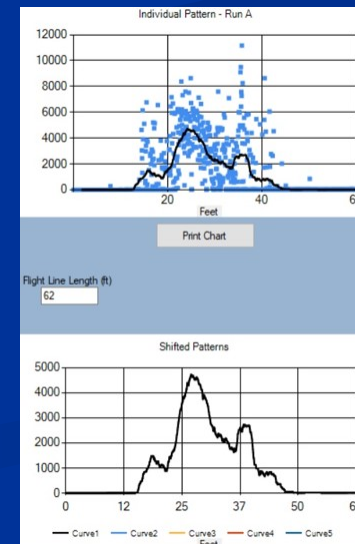 Individual Pattern - Run A
12000
10000
8000
6000
4000
2000
0
20 40
Feet
Print Chart
Flight Line Length (ft)
62
Shifted Patterns
5000
4000
3000
2000
1000
0
0 12 25 37 50
Curve1 Curve2 Curve3 Curve4 Curve5
Feet